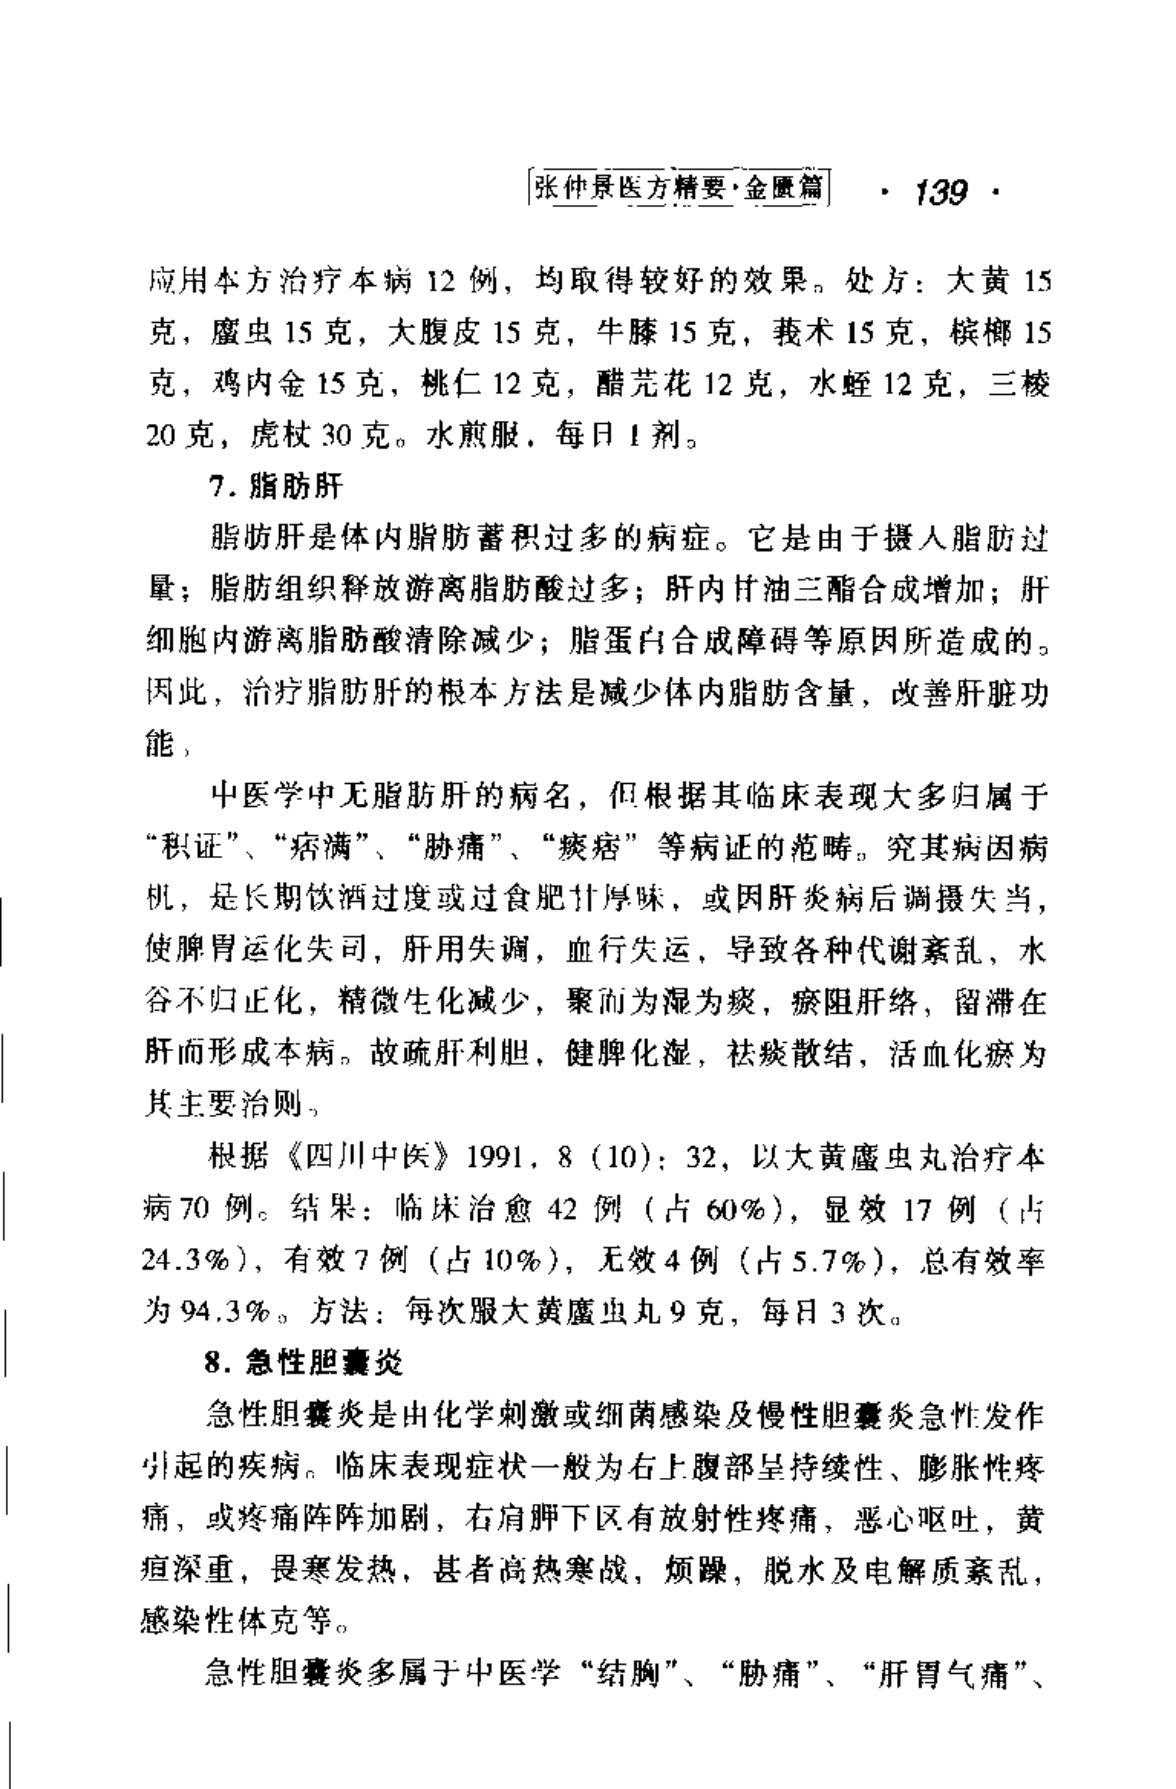 张仲景医方精要·金匮篇 · 139 ·
应用本方治疗本病 12 例，均取得较好的效果。处方：大黄 15
克，䗪虫 15 克，大腹皮 15 克，牛膝 15 克，莪术 15 克，槟榔 15
克，鸡内金 15 克，桃仁 12 克，醋芫花 12 克，水蛭 12 克，三棱
20 克，虎杖 30 克。水煎服，每日 1 剂。
7. 脂肪肝
脂肪肝是体内脂肪蓄积过多的病症。它是由于摄人脂肪过
量；脂肪组织释放游离脂肪酸过多；肝内甘油三酯合成增加；肝
细胞内游离脂肪酸清除减少；脂蛋白合成障碍等原因所造成的。
因此，治疗脂肪肝的根本方法是减少体内脂肪含量，改善肝脏功
能。
中医学中无脂肪肝的病名，但根据其临床表现大多归属于
“积证”、“痞满”、“胁痛”、“痰痞”等病证的范畴。究其病因病
机，是长期饮酒过度或过食肥甘厚味，或因肝炎病后调摄失当，
使脾胃运化失司，肝用失调，血行失运，导致各种代谢紊乱，水
谷不归正化，精微生化减少，聚而为湿为痰，瘀阻肝络，留滞在
肝而形成本病。故疏肝利胆，健脾化湿，祛痰散结，活血化瘀为
其主要治则。
根据《四川中医》1991，8（10）：32，以大黄䗪虫丸治疗本
病 70 例。结果：临床治愈 42 例（占 60%），显效 17 例（占
24.3%），有效 7 例（占 10%），无效 4 例（占 5.7%），总有效率
为 94.3%。方法：每次服大黄䗪虫丸 9 克，每日 3 次。
8. 急性胆囊炎
急性胆囊炎是由化学刺激或细菌感染及慢性胆囊炎急性发作
引起的疾病。临床表现症状一般为右上腹部呈持续性、膨胀性疼
痛，或疼痛阵阵加剧，右肩胛下区有放射性疼痛，恶心呕吐，黄
疸深重，畏寒发热，甚者高热寒战，烦躁，脱水及电解质紊乱，
感染性体克等。
急性胆囊炎多属于中医学“结胸”、“胁痛”、“肝胃气痛”、